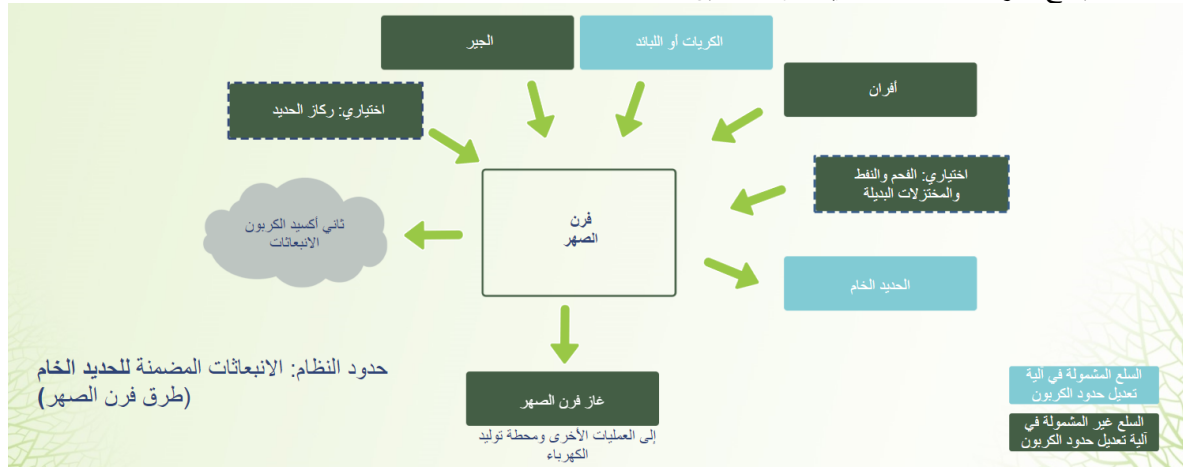 الجير
الكريات أو اللبائد
أفران
اختياري: ركاز الحديد
اختياري: الفحم والنفط
والمختزلات البديلة
فرن
الصهر
ثاني أكسيد الكربون
الانبعاثات
الحديد الخام
حدود النظام: الانبعاثات المضمنة للحديد الخام
(طرق فرن الصهر)
غاز فرن الصهر
إلى العمليات الأخرى ومحطة توليد
الكهرباء
السلع المشمولة في آلية
تعديل حدود الكربون
السلع غير المشمولة في
آلية تعديل حدود الكربون